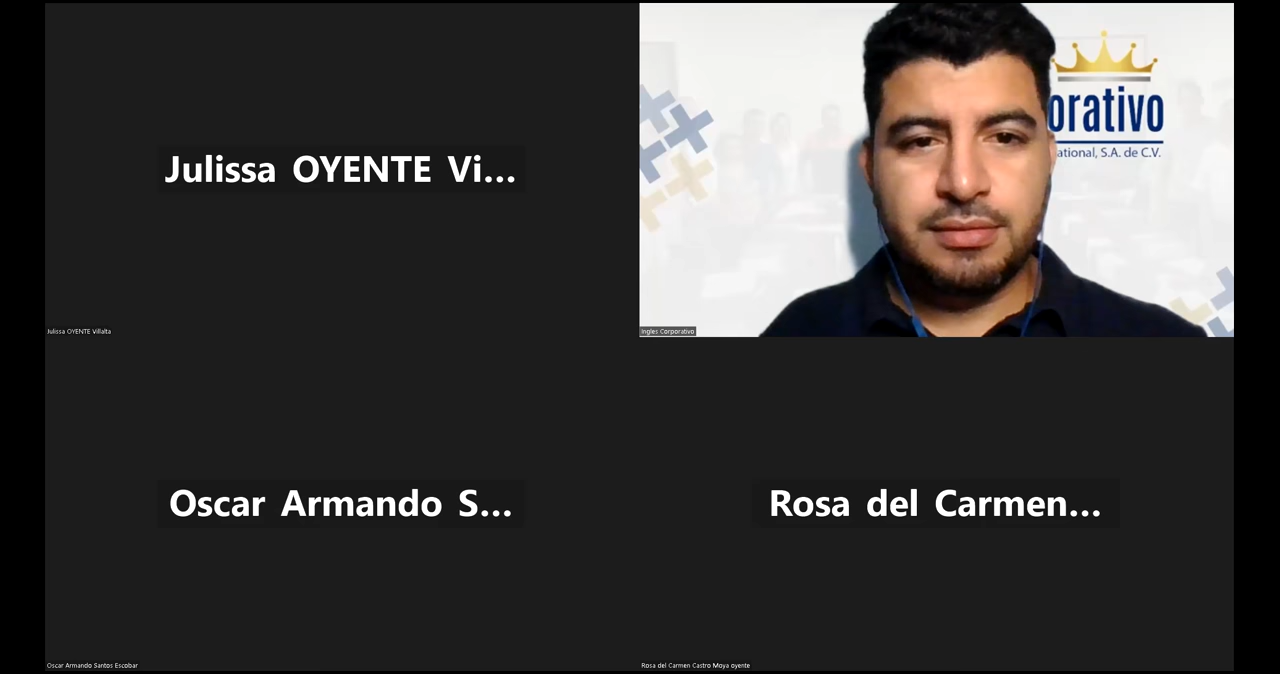 Julissa OYENTE Vi...
Julissa OYENTE Villalta
orativo
ational, S.A. de C.V.
Ingles Corporativo
Oscar Armando S...
Oscar Armando Santos Escobar
Rosa del Carmen...
Rosa del Carmen Castro Moya oyente